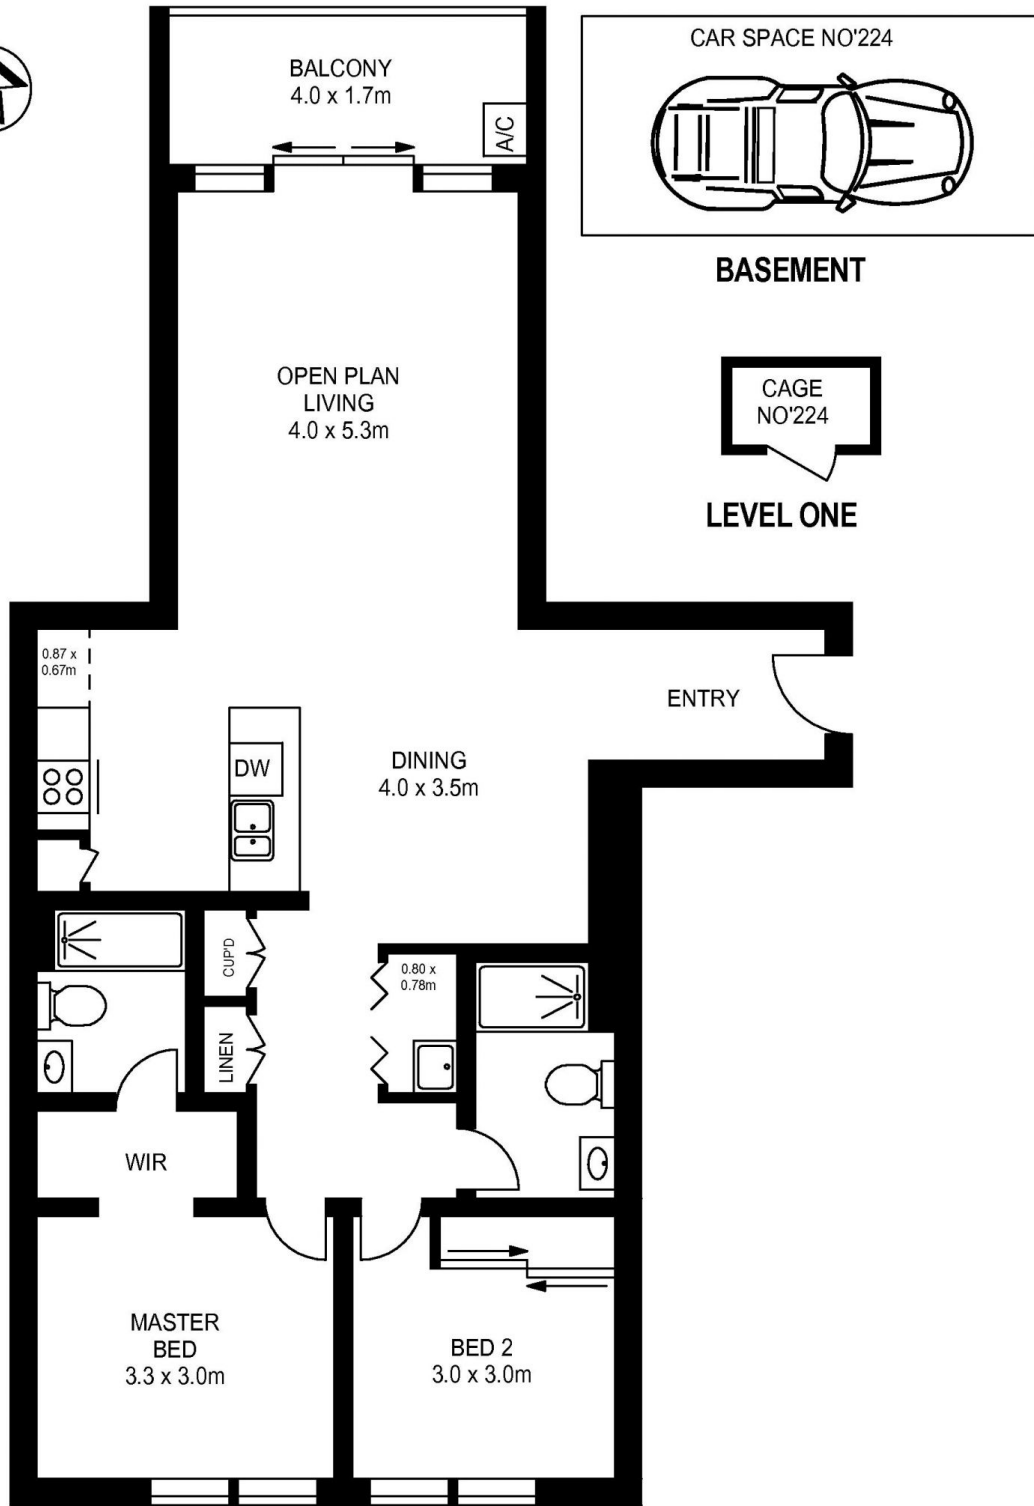 BALCONY
4.0 x 1.7m
A/C
CAR SPACE NO'224
BASEMENT
OPEN PLAN
LIVING
4.0 x 5.3m
CAGE
NO'224
LEVEL ONE
0.87 x
0.67m
ENTRY
DW
DINING
4.0 x 3.5m
CUP'D
0.80 x
0.78m
LINEN
WIR
MASTER
BED
3.3 x 3.0m
BED 2
3.0 x 3.0m